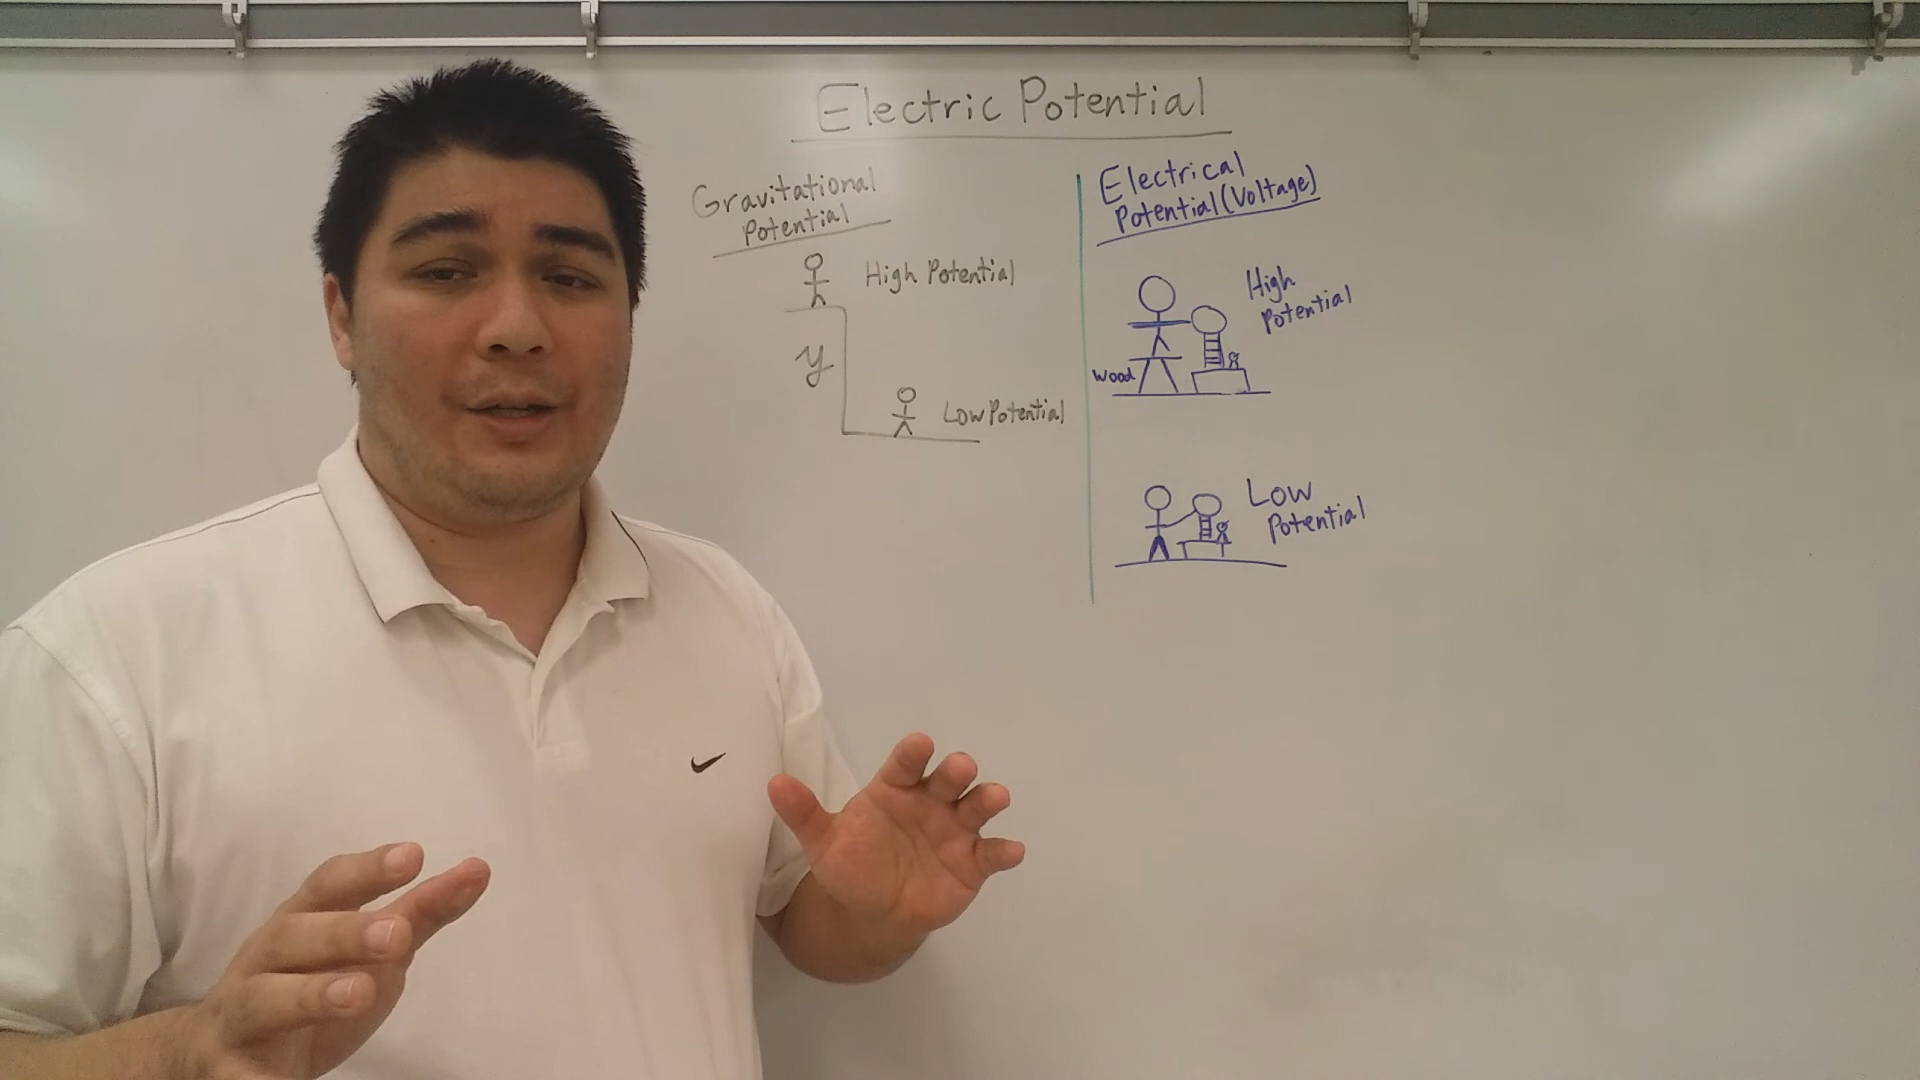 Electric Potential
Gravitational
Potential
High Potential
y
Low Potential
Electrical
Potential (Voltage)
High
Potential
Wood
Low
Potential